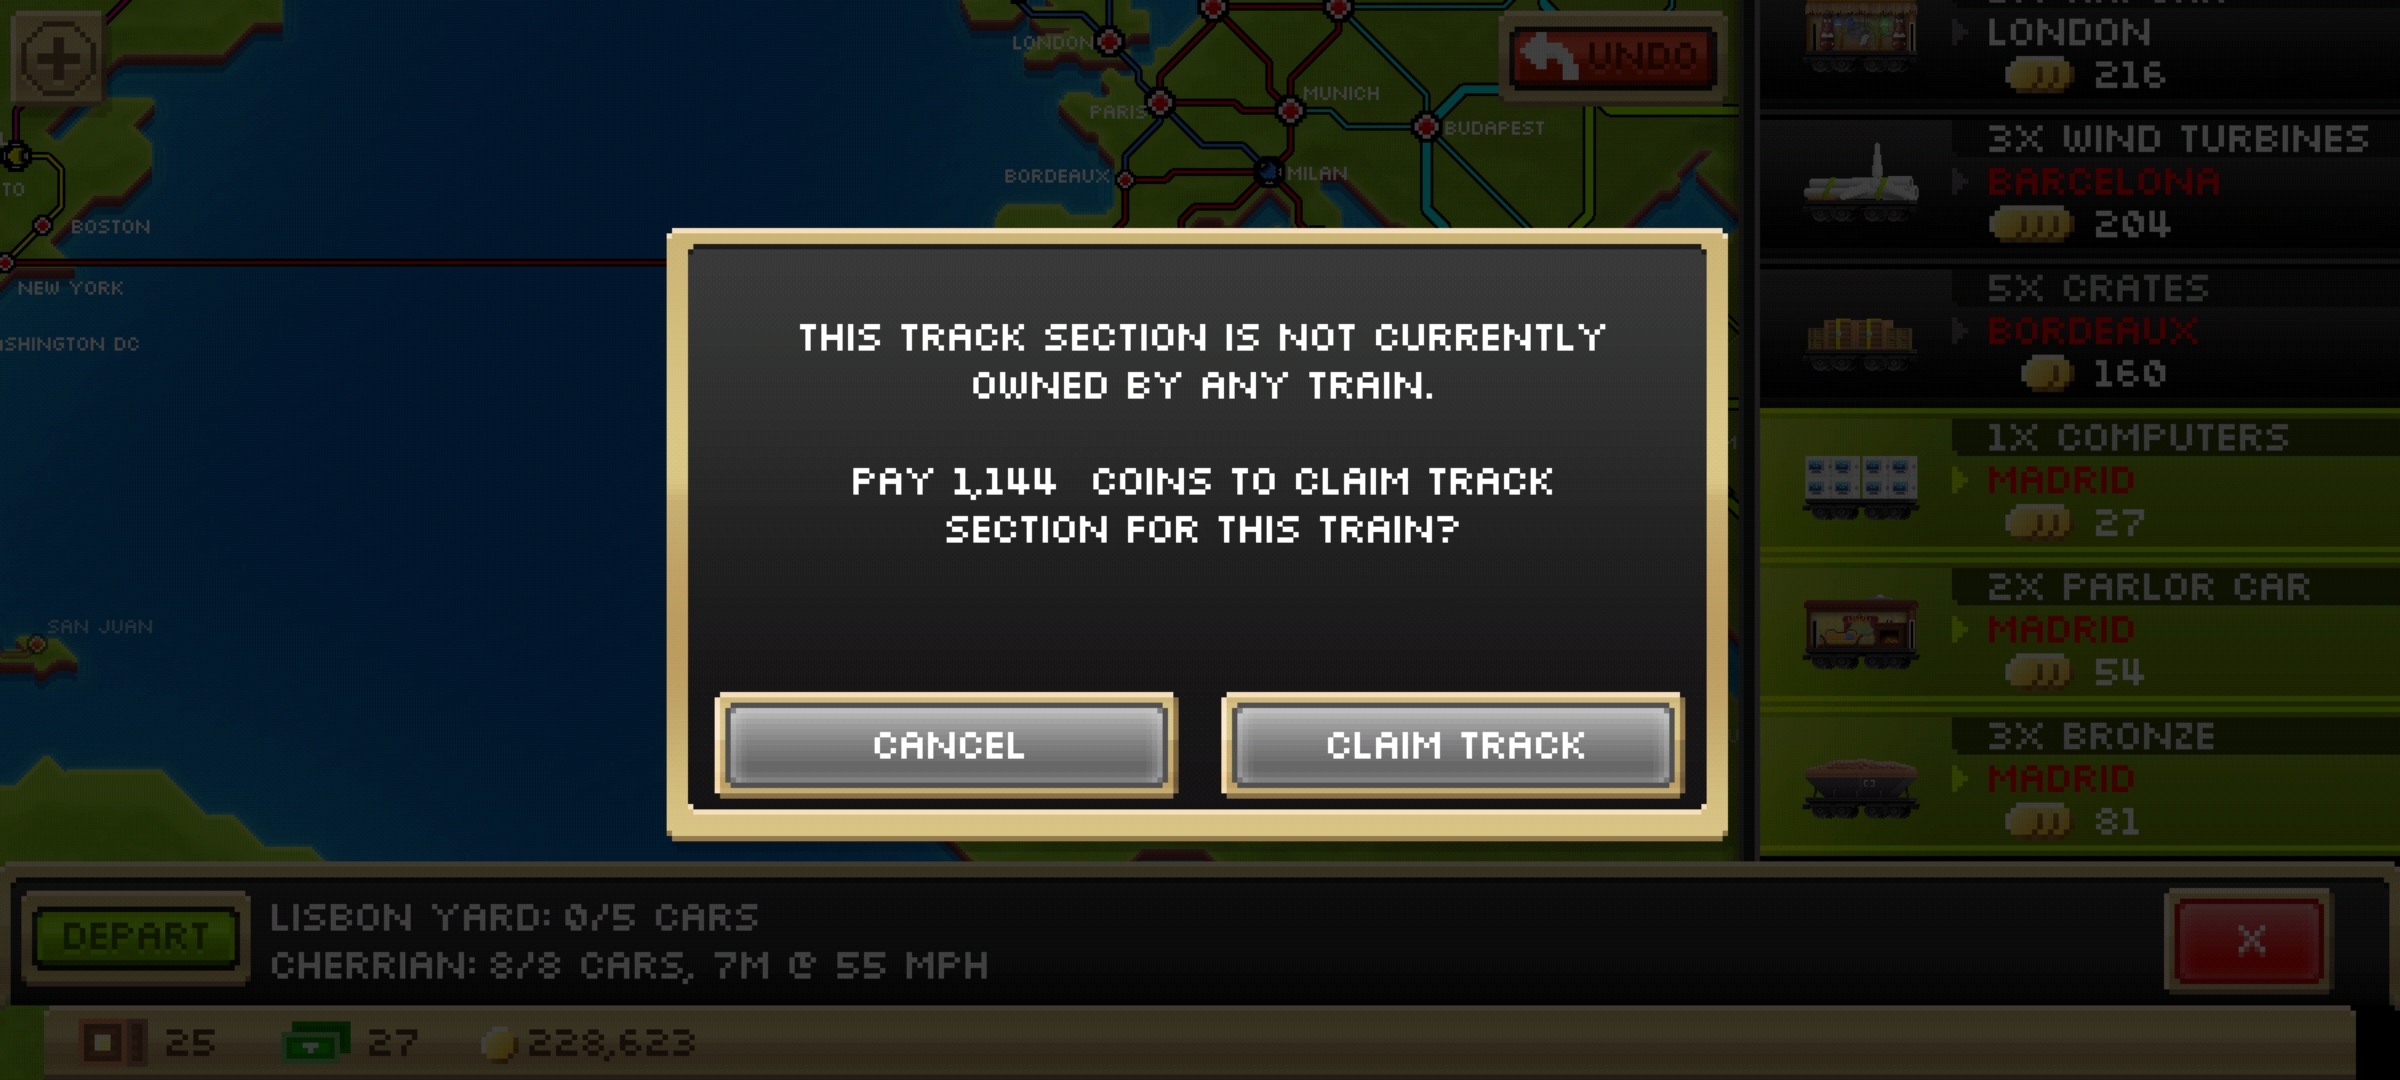 LONDON
PARIS
MUNICH
BUDAPEST
BORDEAUX
MILAN
TO
BOSTON
NEW YORK
SHINGTON DC
SAN JUAN
UNDO
LONDON
216
3X WIND TURBINES
BARCELONA
204
5X CRATES
BORDEAUX
160
1X COMPUTERS
MADRID
27
2X PARLOR CAR
MADRID
54
3X BRONZE
MADRID
81
THIS TRACK SECTION IS NOT CURRENTLY
OWNED BY ANY TRAIN.
PAY 1,144 COINS TO CLAIM TRACK
SECTION FOR THIS TRAIN?
CANCEL
CLAIM TRACK
DEPART
LISBON YARD: 0/5 CARS
CHERRIAN: 8/8 CARS, 7M @ 55 MPH
X
25
27
228,623